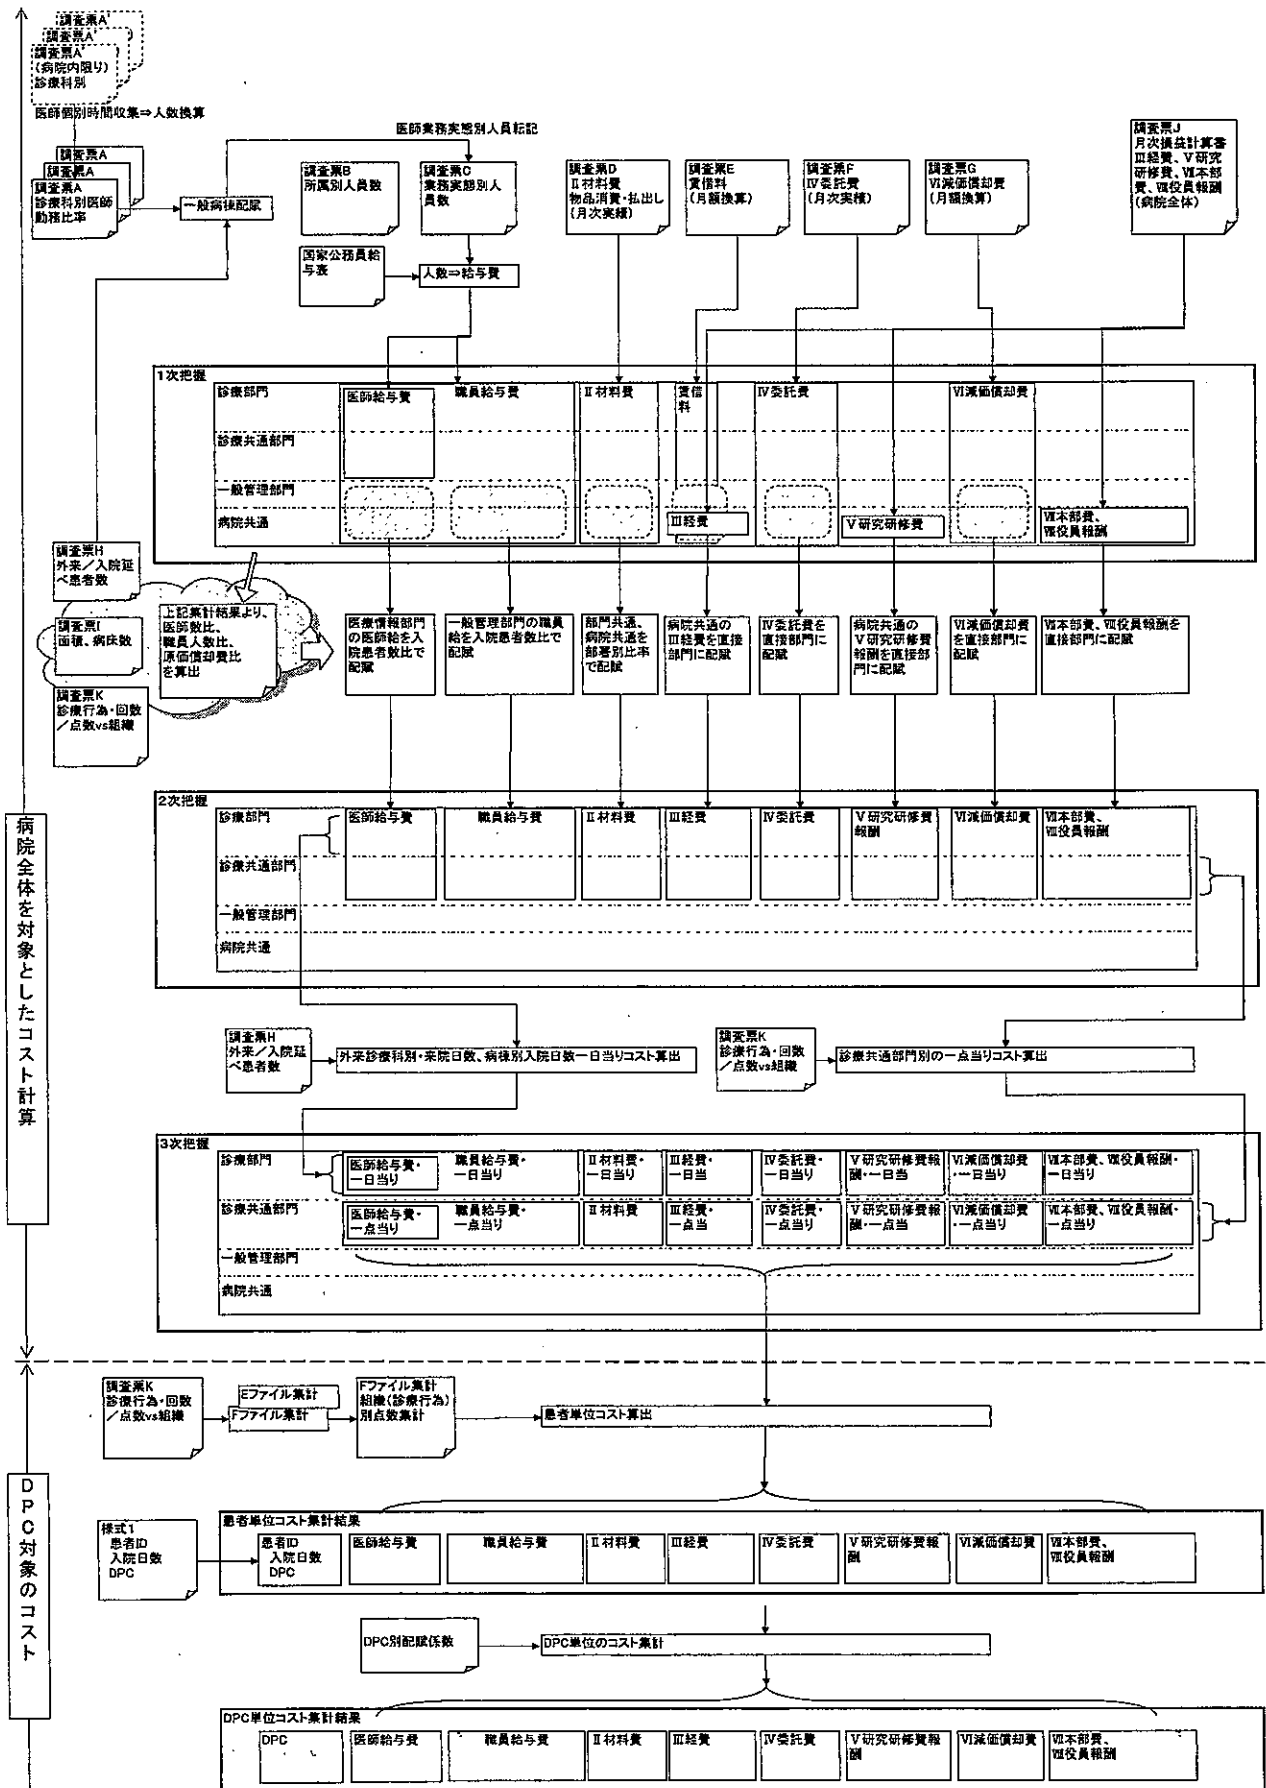 調査票A'
調査票A'
調査票A'
(病院内限り)
診療科別
医師個別時間収集⇒人数換算
調査票A
調査票A
調査票A
診療科別医師
勤務比率
一般病棟配賦
医師業務実態別人員転記
調査票B
所属別人員数
調査票C
業務実態別人
員数
国家公務員給
与表
人数⇒給与費
調査票D
Ⅱ材料費
物品消費・払出し
(月次実績)
調査票E
賃借料
(月額換算)
調査票F
Ⅳ委託費
(月次実績)
調査票G
Ⅵ減価償却費
(月額換算)
調査票J
月次損益計算書
Ⅲ経費、Ⅴ研究
研修費、Ⅶ本部
費、Ⅷ役員報酬
(病院全体)
1次把握
診療部門
診療共通部門
一般管理部門
病院共通
医師給与費
職員給与費
Ⅱ材料費
賃借
料
Ⅳ委託費
Ⅵ減価償却費
Ⅲ経費
Ⅴ研究研修費
Ⅶ本部費、
Ⅷ役員報酬
調査票H
外来/入院延
べ患者数
調査票I
面積、病床数
調査票K
診療行為・回数
/点数vs組織
上記集計結果より、
医師数比、
職員人数比、
原価償却費比
を算出
医療情報部門
の医師給を入
院患者数比で
配賦
一般管理部門の職員
給を入院患者数比で
配賦
部門共通、
病院共通を
部署別比率
で配賦
病院共通の
Ⅲ経費を直接
部門に配賦
Ⅳ委託費を
直接部門に
配賦
病院共通の
Ⅴ研究研修費
報酬を直接部
門に配賦
Ⅵ減価償却費
を直接部門に
配賦
Ⅶ本部費、Ⅷ役員報酬を
直接部門に配賦
2次把握
診療部門
診療共通部門
一般管理部門
病院共通
医師給与費
職員給与費
Ⅱ材料費
Ⅲ経費
Ⅳ委託費
Ⅴ研究研修費
報酬
Ⅵ減価償却費
Ⅶ本部費、
Ⅷ役員報酬
病院全体を対象としたコスト計算
調査票H
外来/入院延
べ患者数
外来診療科別・来院日数、病棟別入院日数一日当りコスト算出
調査票K
診療行為・回数
/点数vs組織
診療共通部門別の一点当りコスト算出
3次把握
診療部門
診療共通部門
一般管理部門
病院共通
医師給与費・
一日当り
職員給与費・
一日当り
Ⅱ材料費・
一日当り
Ⅲ経費・
一日当り
Ⅳ委託費・
一日当り
Ⅴ研究研修費報
酬・一日当
Ⅵ減価償却費
・一日当り
Ⅶ本部費、Ⅷ役員報酬・
一日当り
医師給与費・
一点当り
職員給与費・
一点当り
Ⅱ材料費
Ⅲ経費・
一点当
Ⅳ委託費・
一点当り
Ⅴ研究研修費報
酬・一点当
Ⅵ減価償却費
・一点当り
Ⅶ本部費、Ⅷ役員報酬・
一点当り
調査票K
診療行為・回数
/点数vs組織
Eファイル集計
Fファイル集計
Fファイル集計
組織(診療行為)
別点数集計
患者単位コスト算出
DPC対象のコスト
様式1
患者ID
入院日数
DPC
患者単位コスト集計結果
患者ID
入院日数
DPC
医師給与費
職員給与費
Ⅱ材料費
Ⅲ経費
Ⅳ委託費
Ⅴ研究研修費報
酬
Ⅵ減価償却費
Ⅶ本部費、
Ⅷ役員報酬
DPC別配賦係数
DPC単位のコスト集計
DPC単位コスト集計結果
DPC
医師給与費
職員給与費
Ⅱ材料費
Ⅲ経費
Ⅳ委託費
Ⅴ研究研修費報
酬
Ⅵ減価償却費
Ⅶ本部費、
Ⅷ役員報酬